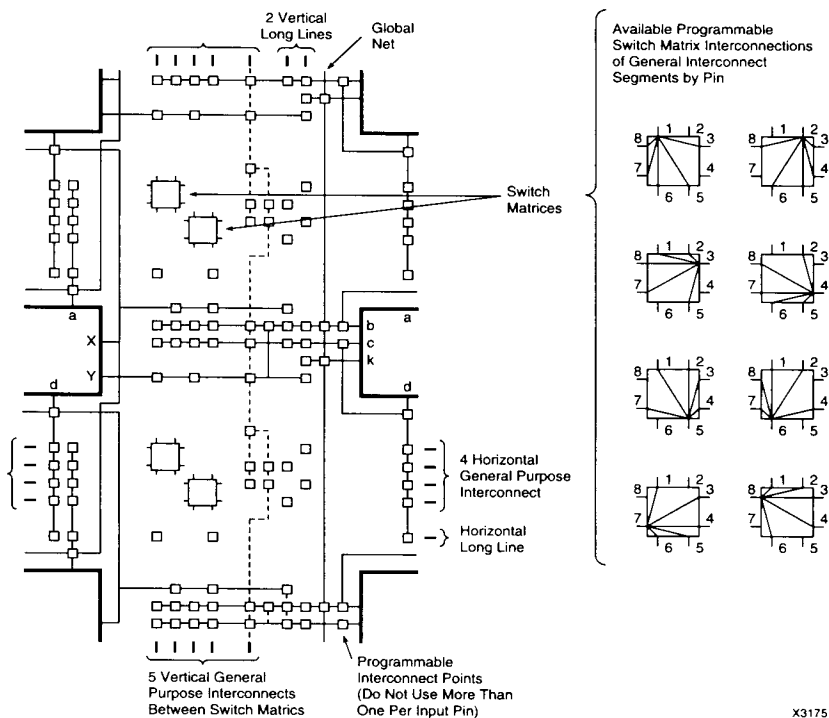 2 Vertical
Long Lines
Global
Net
Available Programmable
Switch Matrix Interconnections
of General Interconnect
Segments by Pin
1 2
8 3
7 4
6 5
1 2
8 3
7 4
6 5
Switch
Matrices
1 2
8 3
7 4
6 5
1 2
8 3
7 4
6 5
a
X
Y
d
b
c
k
a
d
1 2
8 3
7 4
6 5
1 2
8 3
7 4
6 5
4 Horizontal
General Purpose
Interconnect
Horizontal
Long Line
1 2
8 3
7 4
6 5
1 2
8 3
7 4
6 5
5 Vertical General
Purpose Interconnects
Between Switch Matrics
Programmable
Interconnect Points
(Do Not Use More Than
One Per Input Pin)
X3175